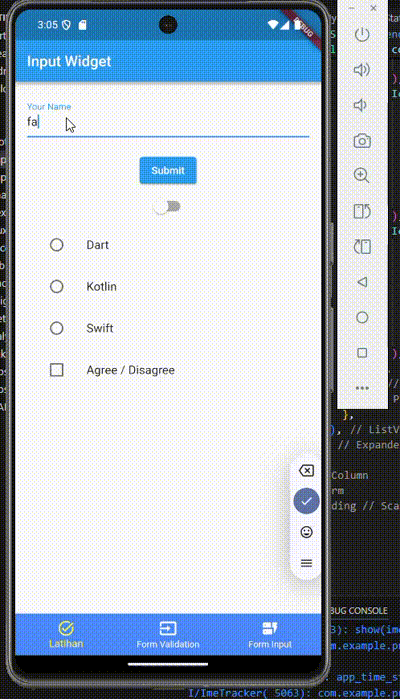 3:05
DEBUG
Input Widget
Your Name
fa
Submit
Dart
Kotlin
Swift
Agree / Disagree
},
), // ListV
// Expande
Column
rm
ding // Sca
Latihan
Form Validation
Form Input
BUG CONSOLE
3): show(ime
m.example.p
): app_time_s
I/ImeTracker( 5063): com.example.p